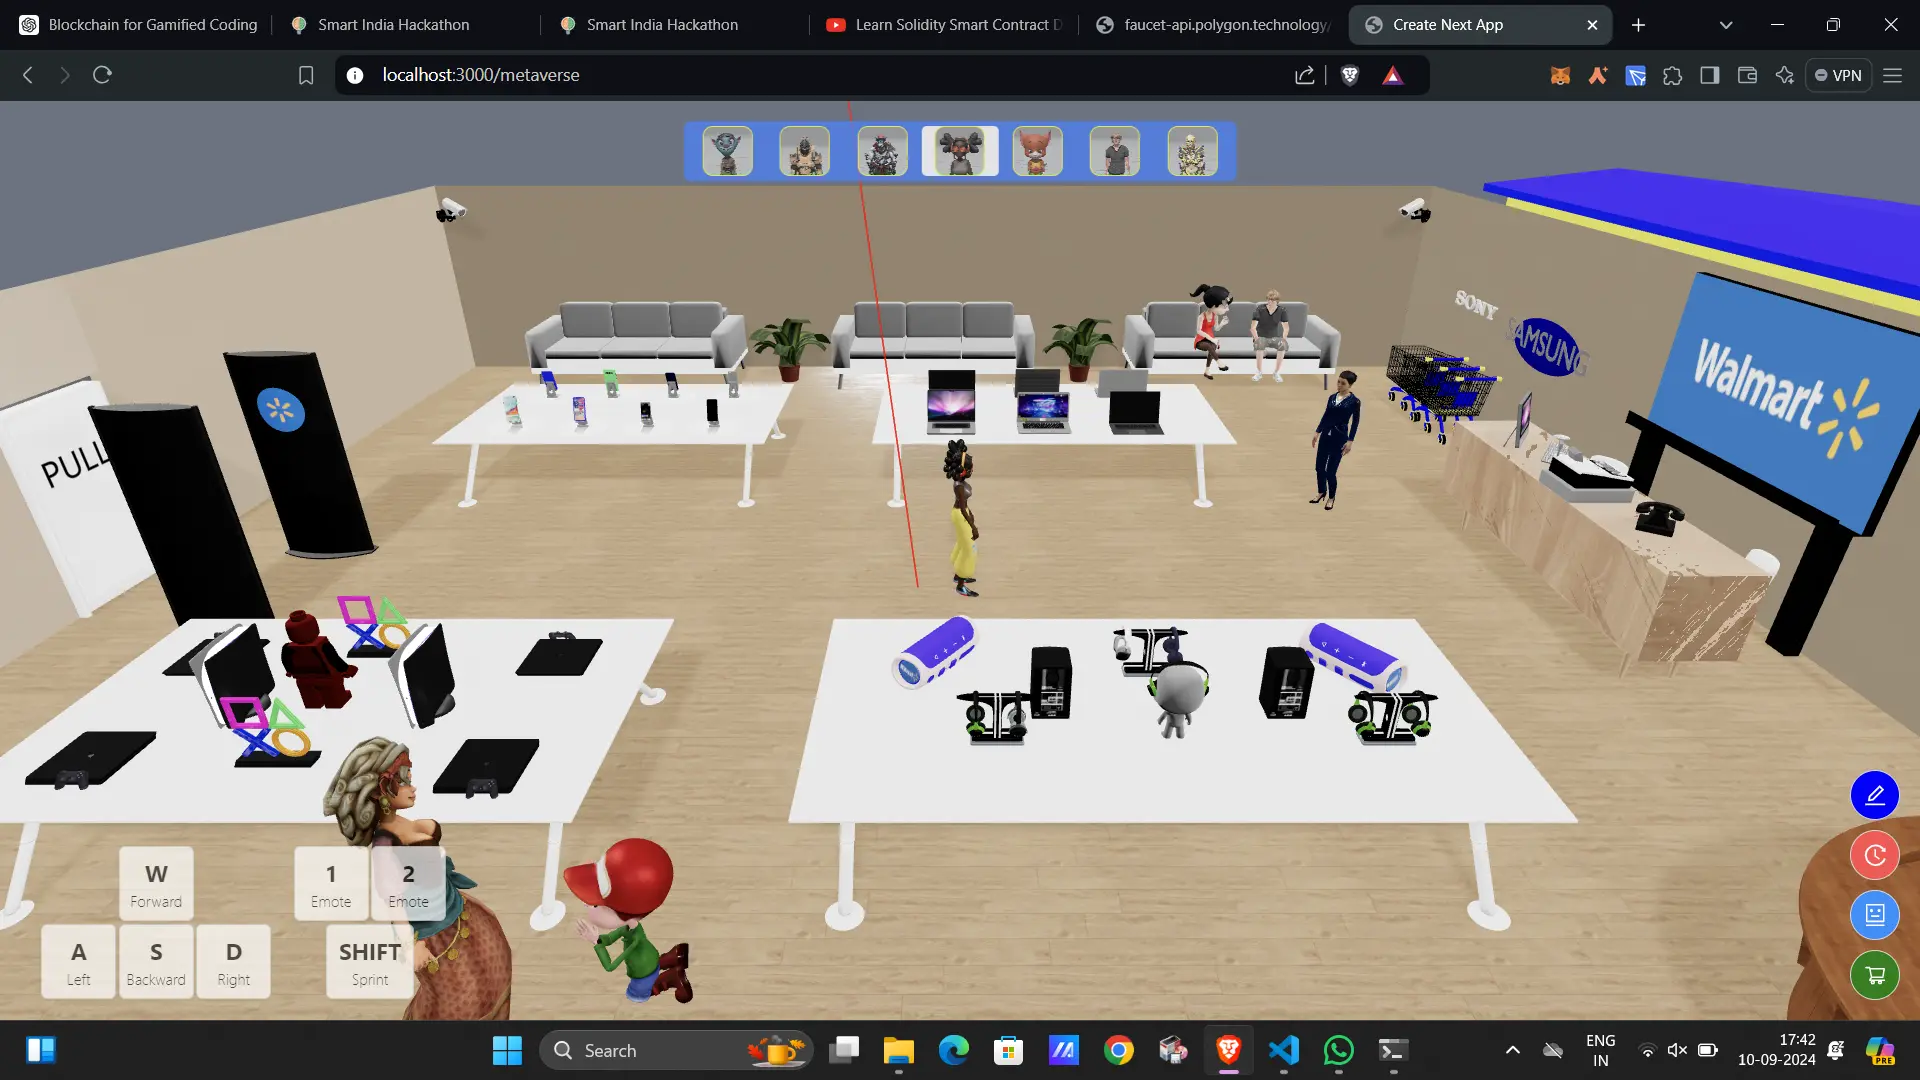 Blockchain for Gamified Coding
Smart India Hackathon
Smart India Hackathon
Learn Solidity Smart Contract D
faucet-api.polygon.technology/
Create Next App
localhost:3000/metaverse
VPN
SONY
SAMSUNG
Walmart
PULL
W
Forward
1
Emote
2
Emote
A
Left
S
Backward
D
Right
SHIFT
Sprint
Search
ENG
IN
17:42
10-09-2024
PRE